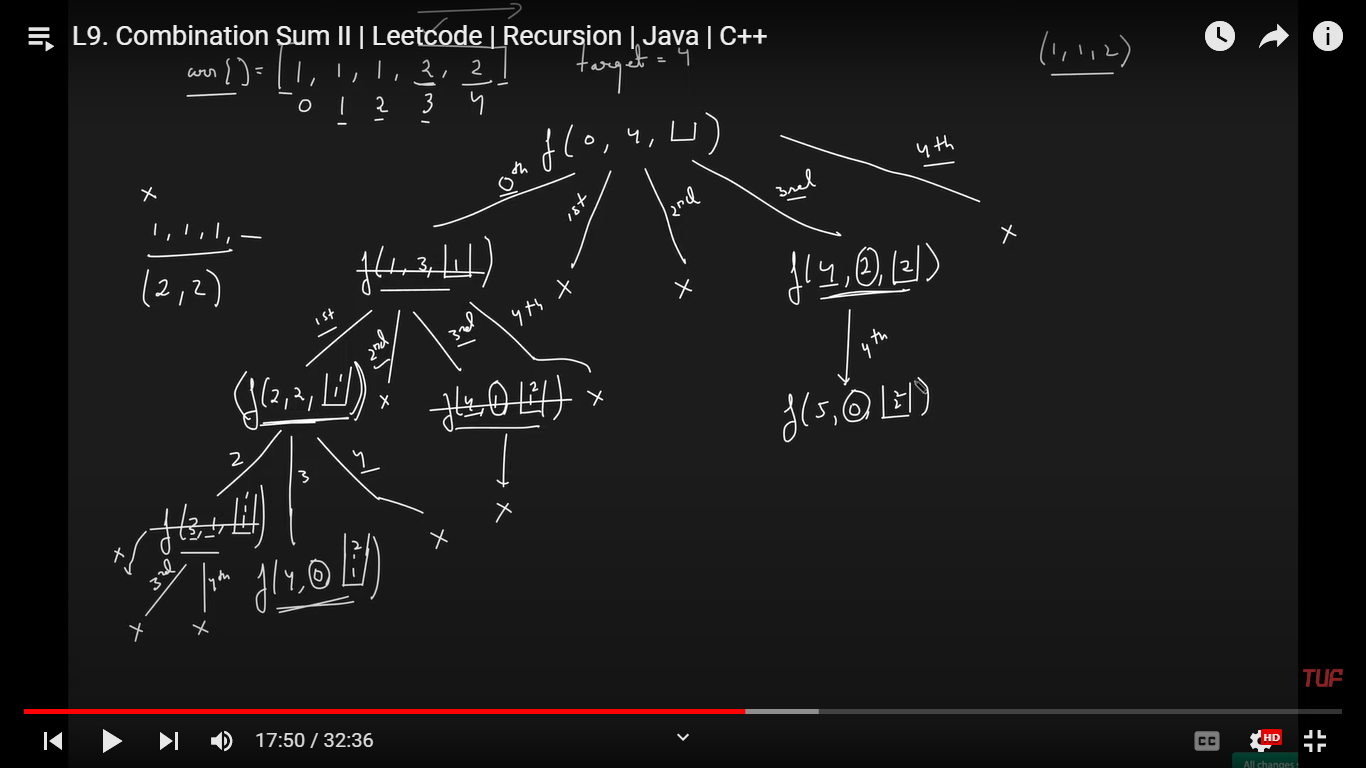 L9. Combination Sum II | Leetcode | Recursion | Java | C++
arr[] = [1, 1, 1, 2, 2] target = 4 (1, 1, 2)
0 1 2 3 4
f(0, 4, )
0th 1st 2nd 3rd 4th
x
1, 1, 1, —
(2, 2)
f(1, 3, 1) x x f(4, 2, 2) x
1st 2nd 3rd 4th 4th
f(2, 2, 1 1) x f(4, 1, 2 1) x f(5, 0, 2 2)
2 3 4
f(3, 1, 1 1 1) x x
x 3rd 4th f(4, 0, 2 1 1)
x x
TUF
17:50 / 32:36
CC HD
All changes